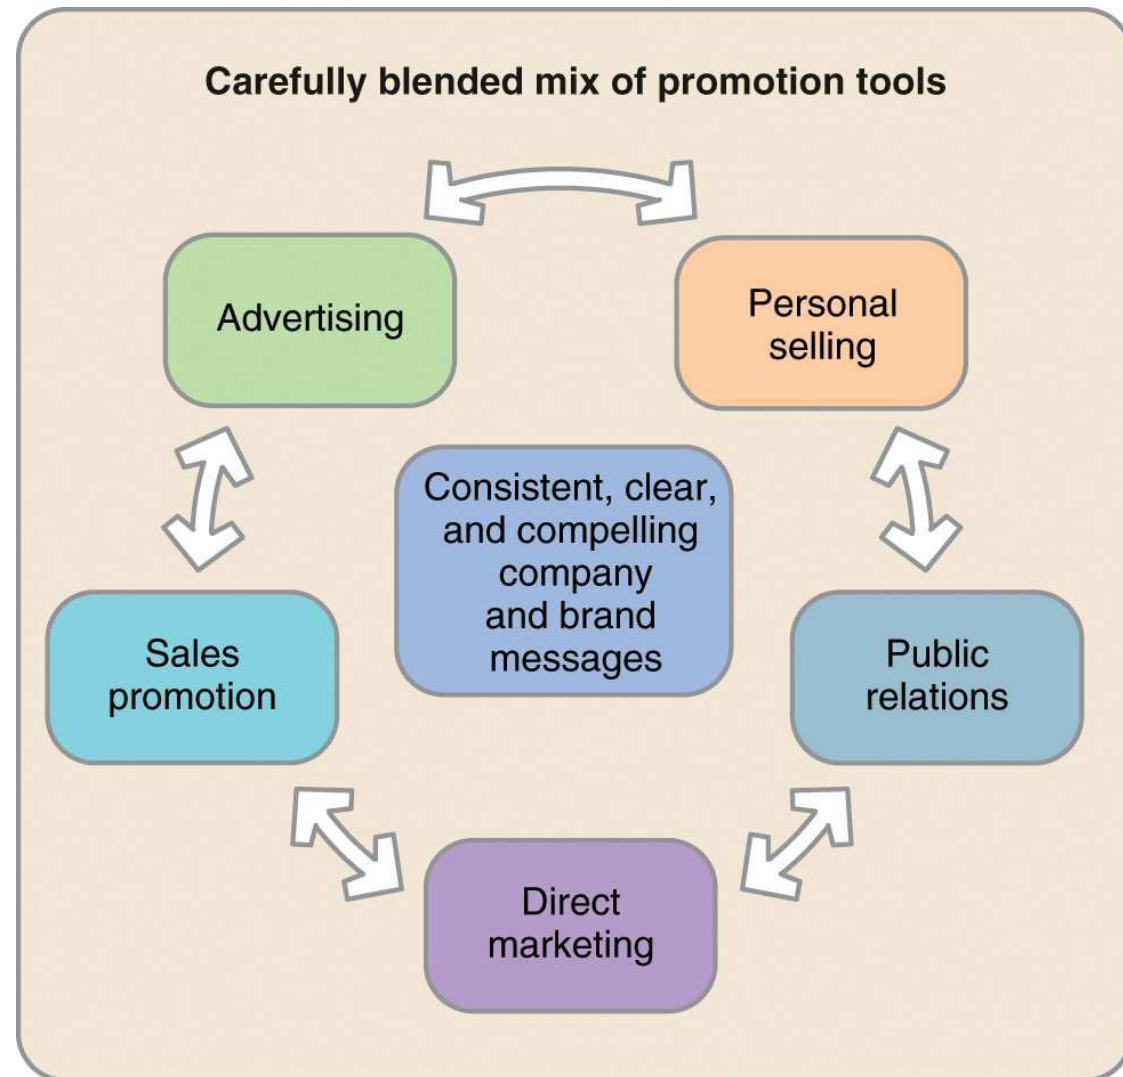 Carefully blended mix of promotion tools
Advertising
Personal
selling
Consistent, clear,
and compelling
company
and brand
messages
Sales
promotion
Public
relations
Direct
marketing